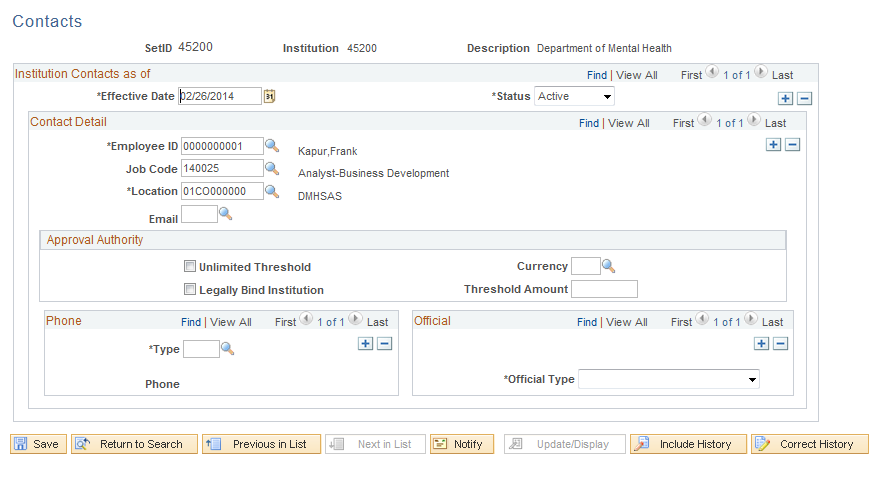 Contacts
SetID 45200 Institution 45200 Description Department of Mental Health
Institution Contacts as of Find | View All First 1 of 1 Last
*Effective Date 02/26/2014 31 *Status Active
Contact Detail Find | View All First 1 of 1 Last
*Employee ID 0000000001 Kapur,Frank
Job Code 140025 Analyst-Business Development
*Location 01CO000000 DMHSAS
Email
Approval Authority
Unlimited Threshold Currency
Legally Bind Institution Threshold Amount
Phone Find | View All First 1 of 1 Last Official Find | View All First 1 of 1 Last
*Type
Phone *Official Type
Save Return to Search Previous in List Next in List Notify Update/Display Include History Correct History